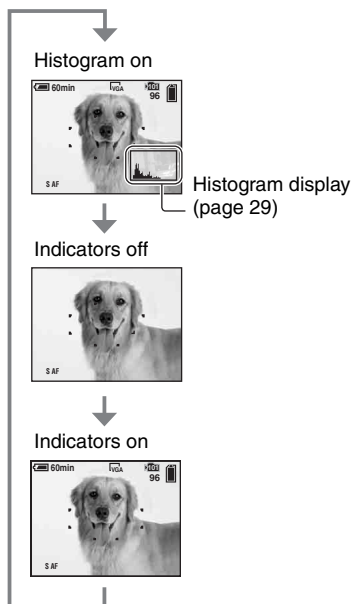 Histogram on
60min VGA 101
96
S AF
Histogram display
(page 29)
Indicators off
S AF
Indicators on
60min VGA 101
96
S AF